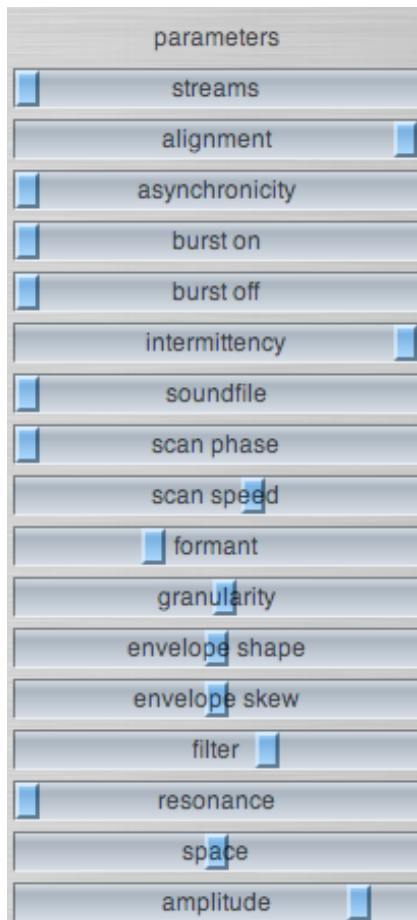 parameters
streams
alignment
asynchronicity
burst on
burst off
intermittency
soundfile
scan phase
scan speed
formant
granularity
envelope shape
envelope skew
filter
resonance
space
amplitude